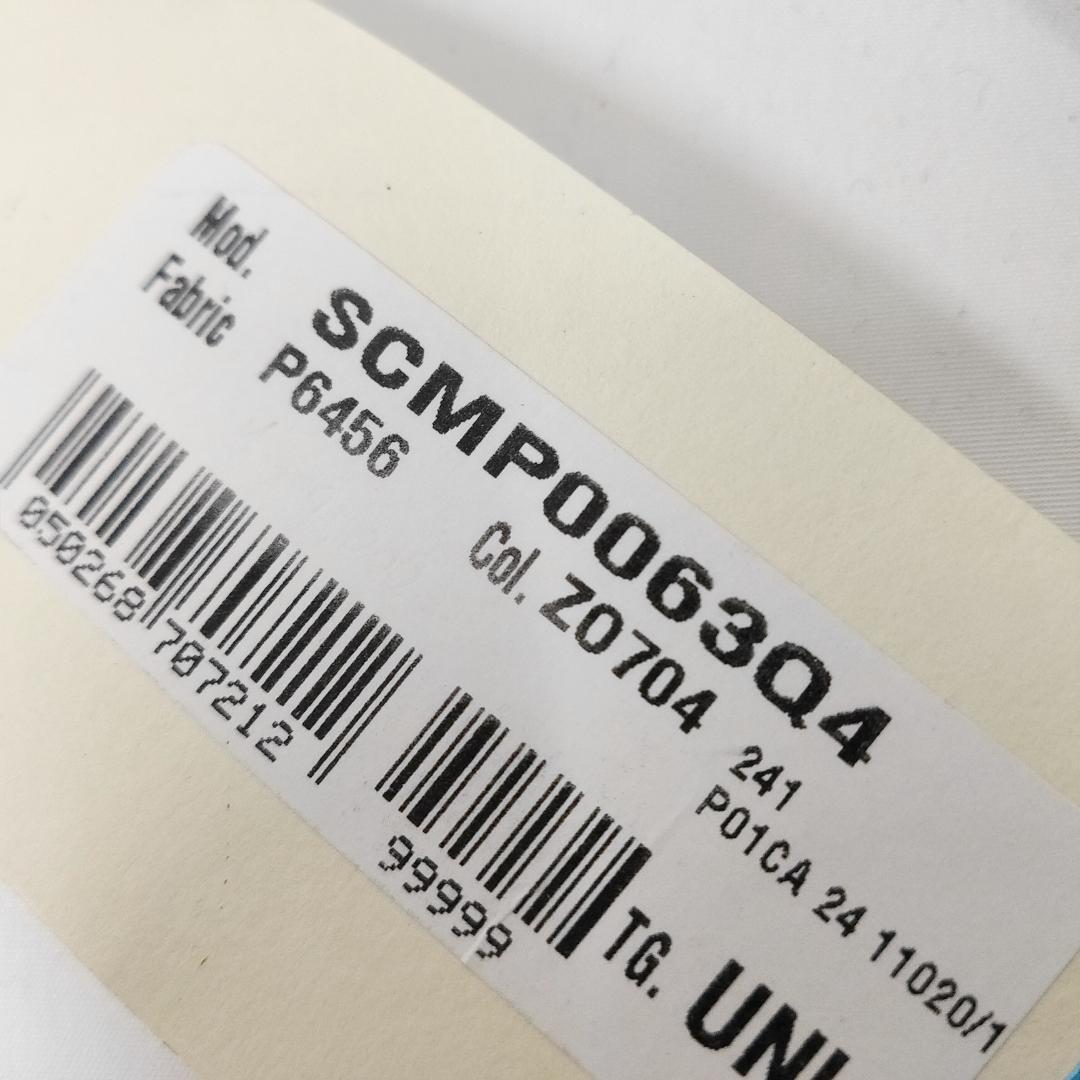 Mod. SCMP0063Q4
Fabric P6456 Col. Z0704
241
P01CA 24 11020/1
050268 707212
99999
TG. UNI